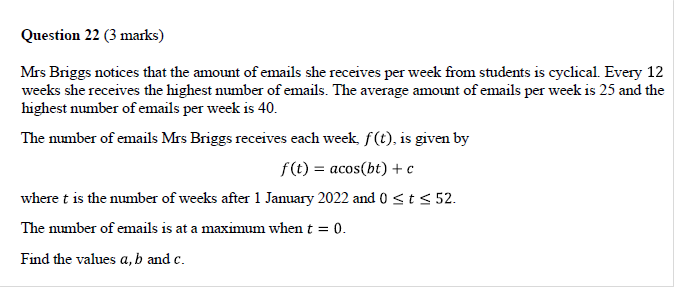 Question 22 (3 marks)
Mrs Briggs notices that the amount of emails she receives per week from students is cyclical. Every 12
weeks she receives the highest number of emails. The average amount of emails per week is 25 and the
highest number of emails per week is 40.
The number of emails Mrs Briggs receives each week, f(t), is given by
f(t) = acos(bt) + c
where t is the number of weeks after 1 January 2022 and 0 ≤ t ≤ 52.
The number of emails is at a maximum when t = 0.
Find the values a, b and c.